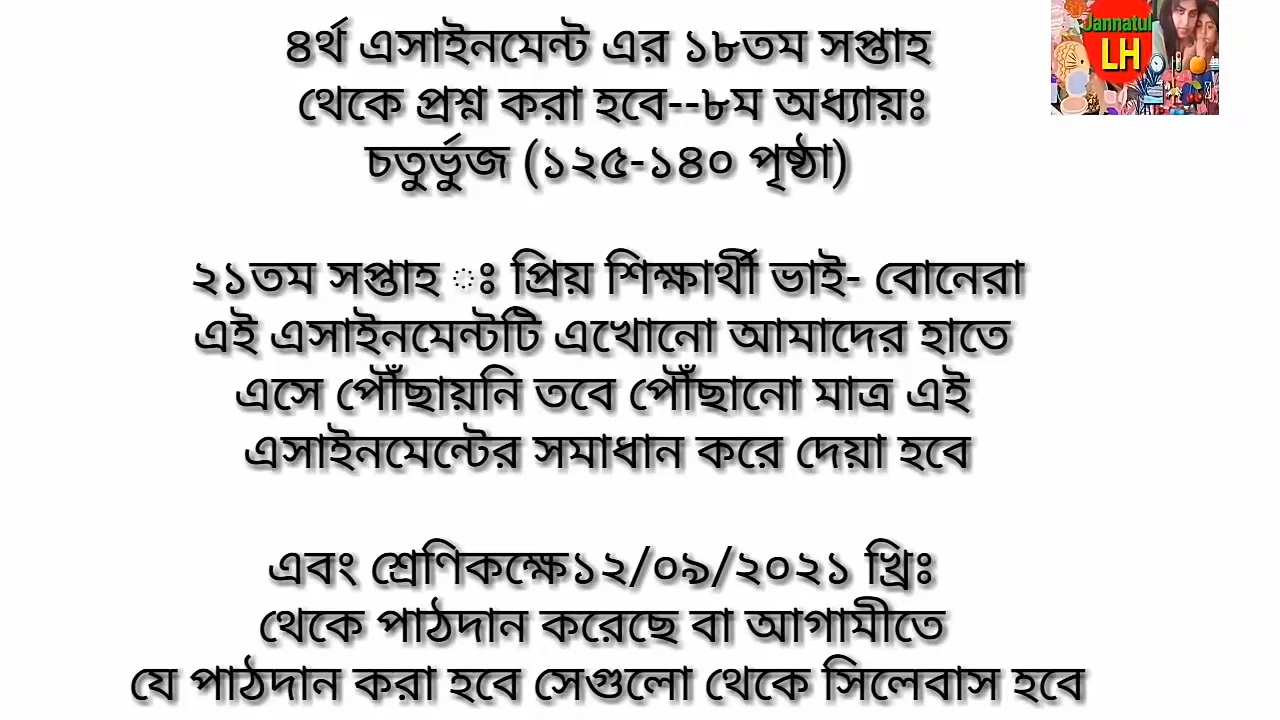 ৪র্থ এসাইনমেন্ট এর ১৮তম সপ্তাহ
থেকে প্রশ্ন করা হবে--৮ম অধ্যায়ঃ
চতুর্ভুজ (১২৫-১৪০ পৃষ্ঠা)
২১তম সপ্তাহ ঃ প্রিয় শিক্ষার্থী ভাই- বোনেরা
এই এসাইনমেন্টটি এখোনো আমাদের হাতে
এসে পৌঁছায়নি তবে পৌঁছানো মাত্র এই
এসাইনমেন্টের সমাধান করে দেয়া হবে
এবং শ্রেণিকক্ষে১২/০৯/২০২১ খ্রিঃ
থেকে পাঠদান করেছে বা আগামীতে
যে পাঠদান করা হবে সেগুলো থেকে সিলেবাস হবে
Jannatul
LH